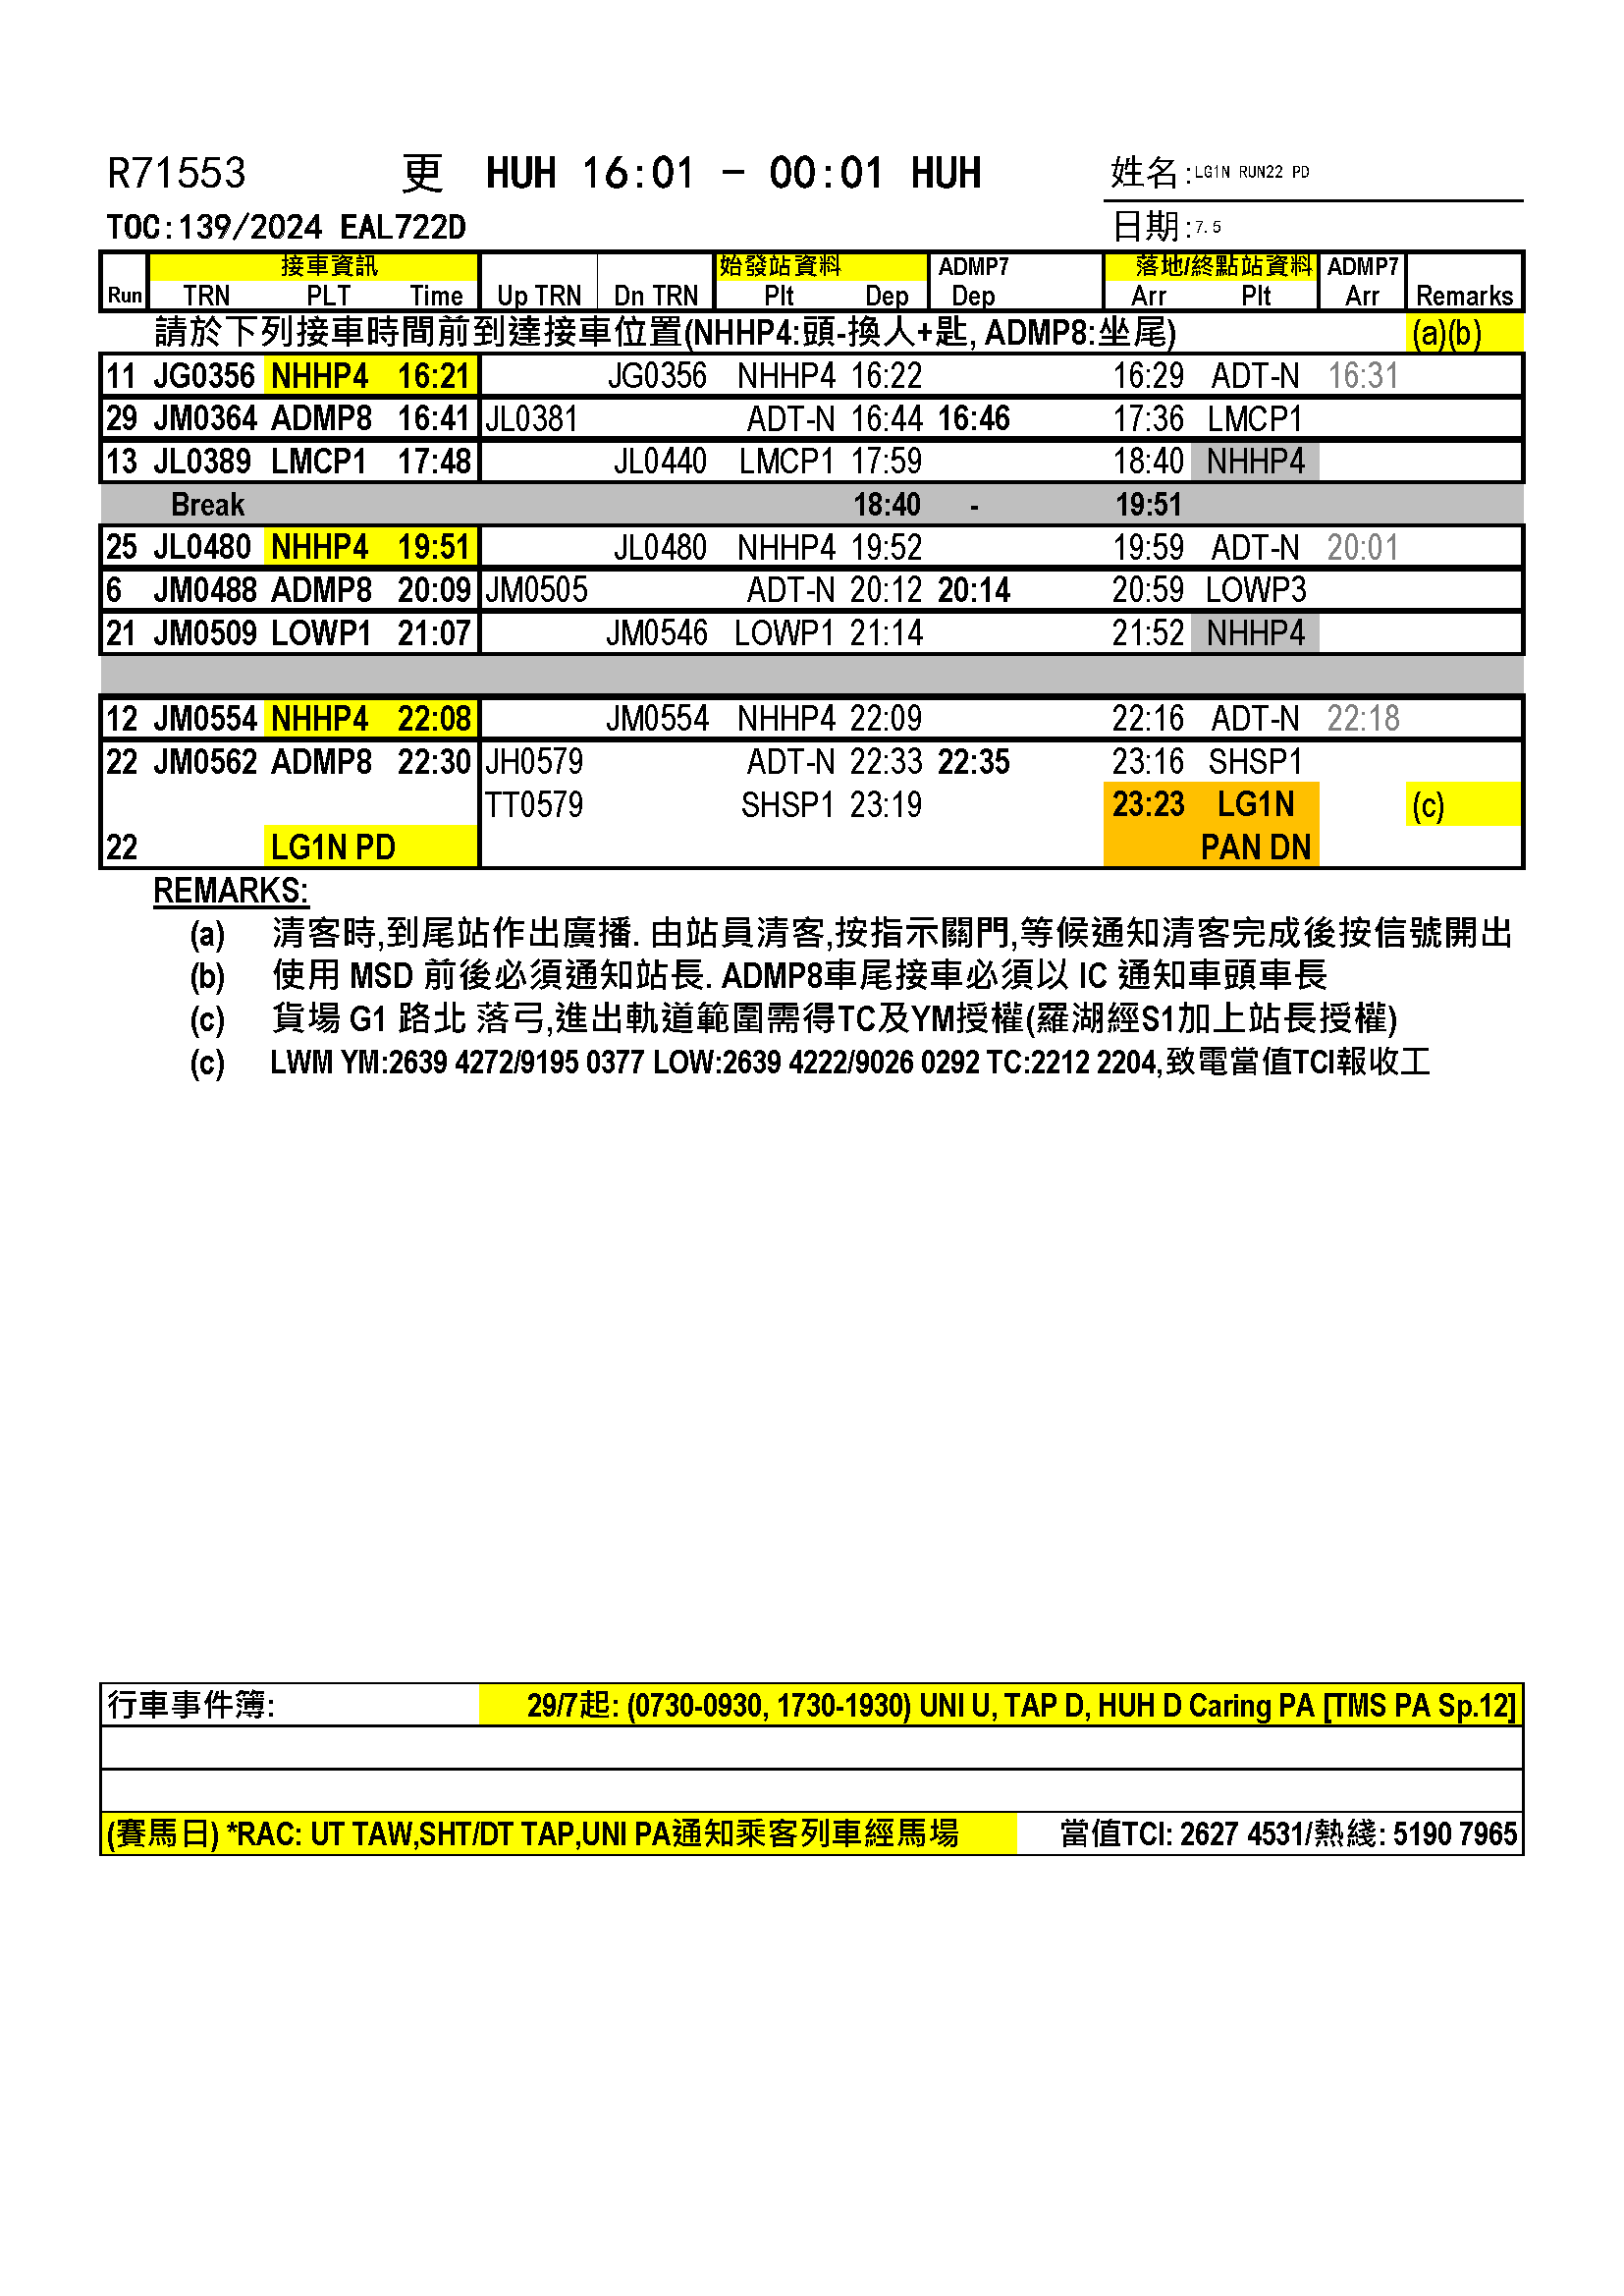 R71553 更 HUH 16:01 - 00:01 HUH 姓名:LG1N RUN22 PD
TOC:139/2024 EAL722D 日期:7.5
接車資訊 始發站資料 ADMP7 落地/終點站資料 ADMP7
Run TRN PLT Time Up TRN Dn TRN Plt Dep Dep Arr Plt Arr Remarks
請於下列接車時間前到達接車位置(NHHP4:頭-換人+匙, ADMP8:坐尾) (a)(b)
11 JG0356 NHHP4 16:21 JG0356 NHHP4 16:22 16:29 ADT-N 16:31
29 JM0364 ADMP8 16:41 JL0381 ADT-N 16:44 16:46 17:36 LMCP1
13 JL0389 LMCP1 17:48 JL0440 LMCP1 17:59 18:40 NHHP4
Break 18:40 - 19:51
25 JL0480 NHHP4 19:51 JL0480 NHHP4 19:52 19:59 ADT-N 20:01
6 JM0488 ADMP8 20:09 JM0505 ADT-N 20:12 20:14 20:59 LOWP3
21 JM0509 LOWP1 21:07 JM0546 LOWP1 21:14 21:52 NHHP4
12 JM0554 NHHP4 22:08 JM0554 NHHP4 22:09 22:16 ADT-N 22:18
22 JM0562 ADMP8 22:30 JH0579 ADT-N 22:33 22:35 23:16 SHSP1
TT0579 SHSP1 23:19 23:23 LG1N (c)
22 LG1N PD PAN DN
REMARKS:
(a) 清客時,到尾站作出廣播. 由站員清客,按指示關門,等候通知清客完成後按信號開出
(b) 使用 MSD 前後必須通知站長. ADMP8車尾接車必須以 IC 通知車頭車長
(c) 貨場 G1 路北 落弓,進出軌道範圍需得TC及YM授權(羅湖經S1加上站長授權)
(c) LWM YM:2639 4272/9195 0377 LOW:2639 4222/9026 0292 TC:2212 2204,致電當值TCI報收工
行車事件簿: 29/7起: (0730-0930, 1730-1930) UNI U, TAP D, HUH D Caring PA [TMS PA Sp.12]
(賽馬日) *RAC: UT TAW,SHT/DT TAP,UNI PA通知乘客列車經馬場 當值TCI: 2627 4531/熱綫: 5190 7965